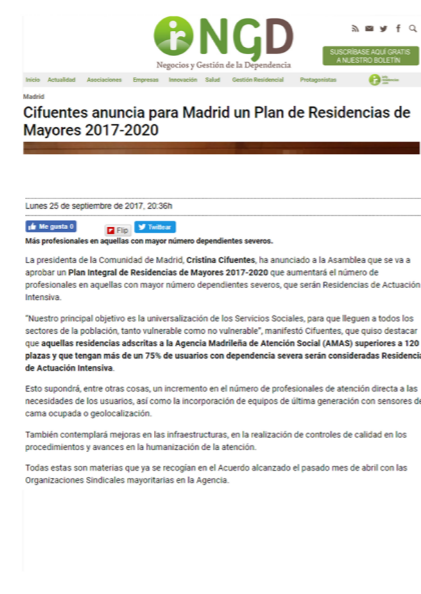 iNGD
Negocios y Gestión de la Dependencia
SUSCRÍBASE AQUÍ GRATIS
A NUESTRO BOLETÍN
Inicio Actualidad Asociaciones Empresas Innovación Salud Gestión Residencial Protagonistas
Madrid
Cifuentes anuncia para Madrid un Plan de Residencias de
Mayores 2017-2020
Lunes 25 de septiembre de 2017, 20:36h
Me gusta 0
Flip
Twittear
Más profesionales en aquellas con mayor número dependientes severos.
La presidenta de la Comunidad de Madrid, Cristina Cifuentes, ha anunciado a la Asamblea que se va a
aprobar un Plan Integral de Residencias de Mayores 2017-2020 que aumentará el número de
profesionales en aquellas con mayor número dependientes severos, que serán Residencias de Actuación
Intensiva.
"Nuestro principal objetivo es la universalización de los Servicios Sociales, para que lleguen a todos los
sectores de la población, tanto vulnerable como no vulnerable", manifestó Cifuentes, que quiso destacar
que aquellas residencias adscritas a la Agencia Madrileña de Atención Social (AMAS) superiores a 120
plazas y que tengan más de un 75% de usuarios con dependencia severa serán consideradas Residencia
de Actuación Intensiva.
Esto supondrá, entre otras cosas, un incremento en el número de profesionales de atención directa a las
necesidades de los usuarios, así como la incorporación de equipos de última generación con sensores de
cama ocupada o geolocalización.
También contemplará mejoras en las infraestructuras, en la realización de controles de calidad en los
procedimientos y avances en la humanización de la atención.
Todas estas son materias que ya se recogían en el Acuerdo alcanzado el pasado mes de abril con las
Organizaciones Sindicales mayoritarias en la Agencia.